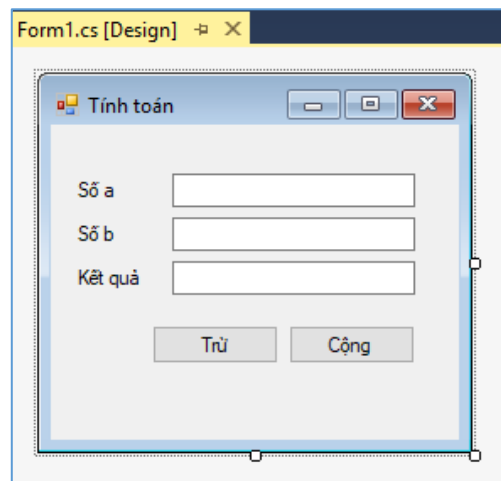 Form1.cs [Design]
Tính toán
Số a
Số b
Kết quả
Trừ Cộng